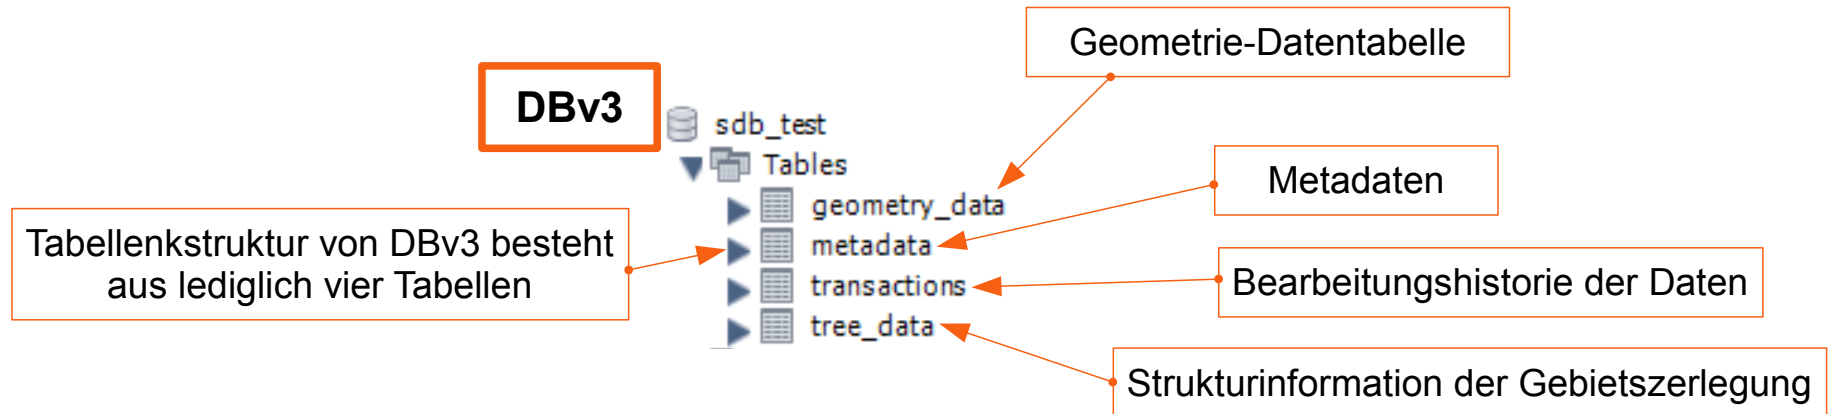 Geometrie-Datentabelle
DBv3
sdb_test
Tables
Metadaten
geometry_data
Tabellenkstruktur von DBv3 besteht
aus lediglich vier Tabellen
metadata
transactions
Bearbeitungshistorie der Daten
tree_data
Strukturinformation der Gebietszerlegung